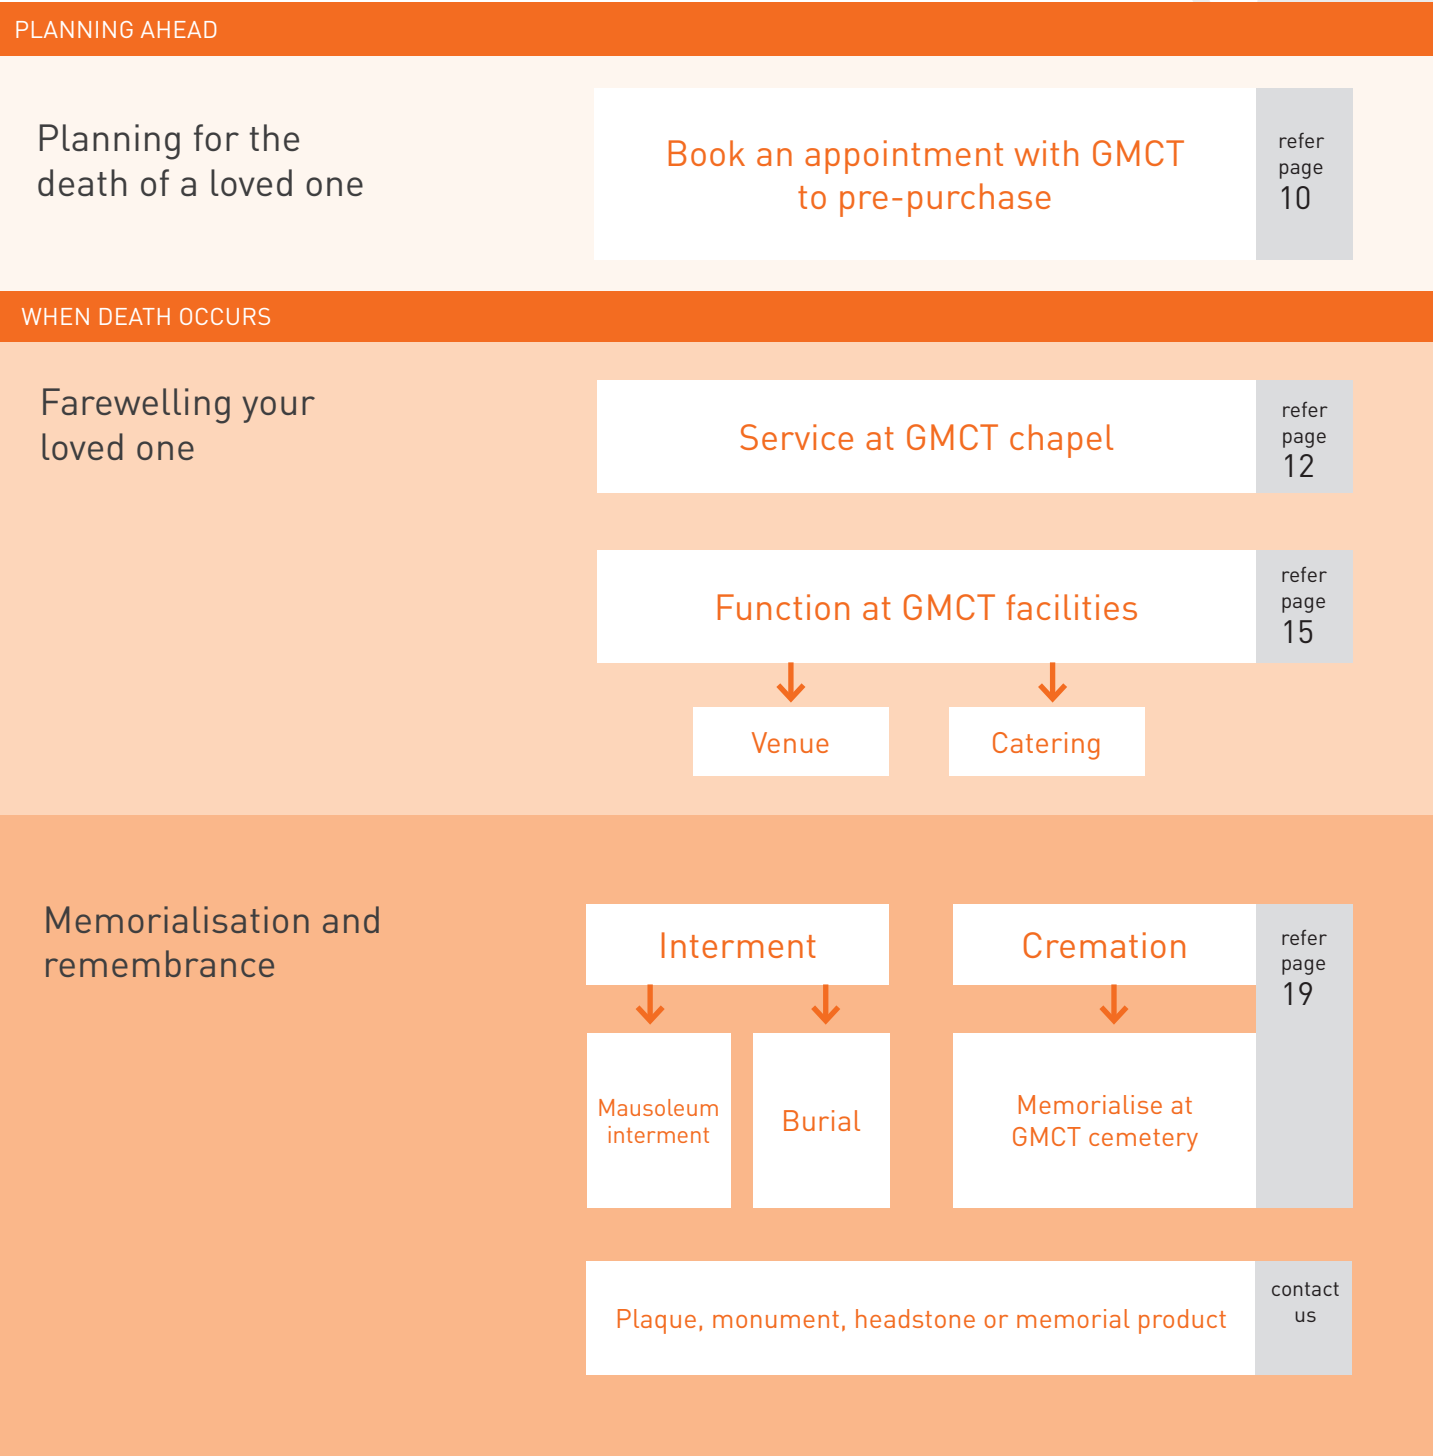 PLANNING AHEAD
Planning for the
death of a loved one
Book an appointment with GMCT
to pre-purchase
refer
page
10
WHEN DEATH OCCURS
Farewelling your
loved one
Service at GMCT chapel
refer
page
12
Function at GMCT facilities
refer
page
15
Venue
Catering
Memorialisation and
remembrance
Interment
Cremation
refer
page
19
Mausoleum
interment
Burial
Memorialise at
GMCT cemetery
Plaque, monument, headstone or memorial product
contact
us